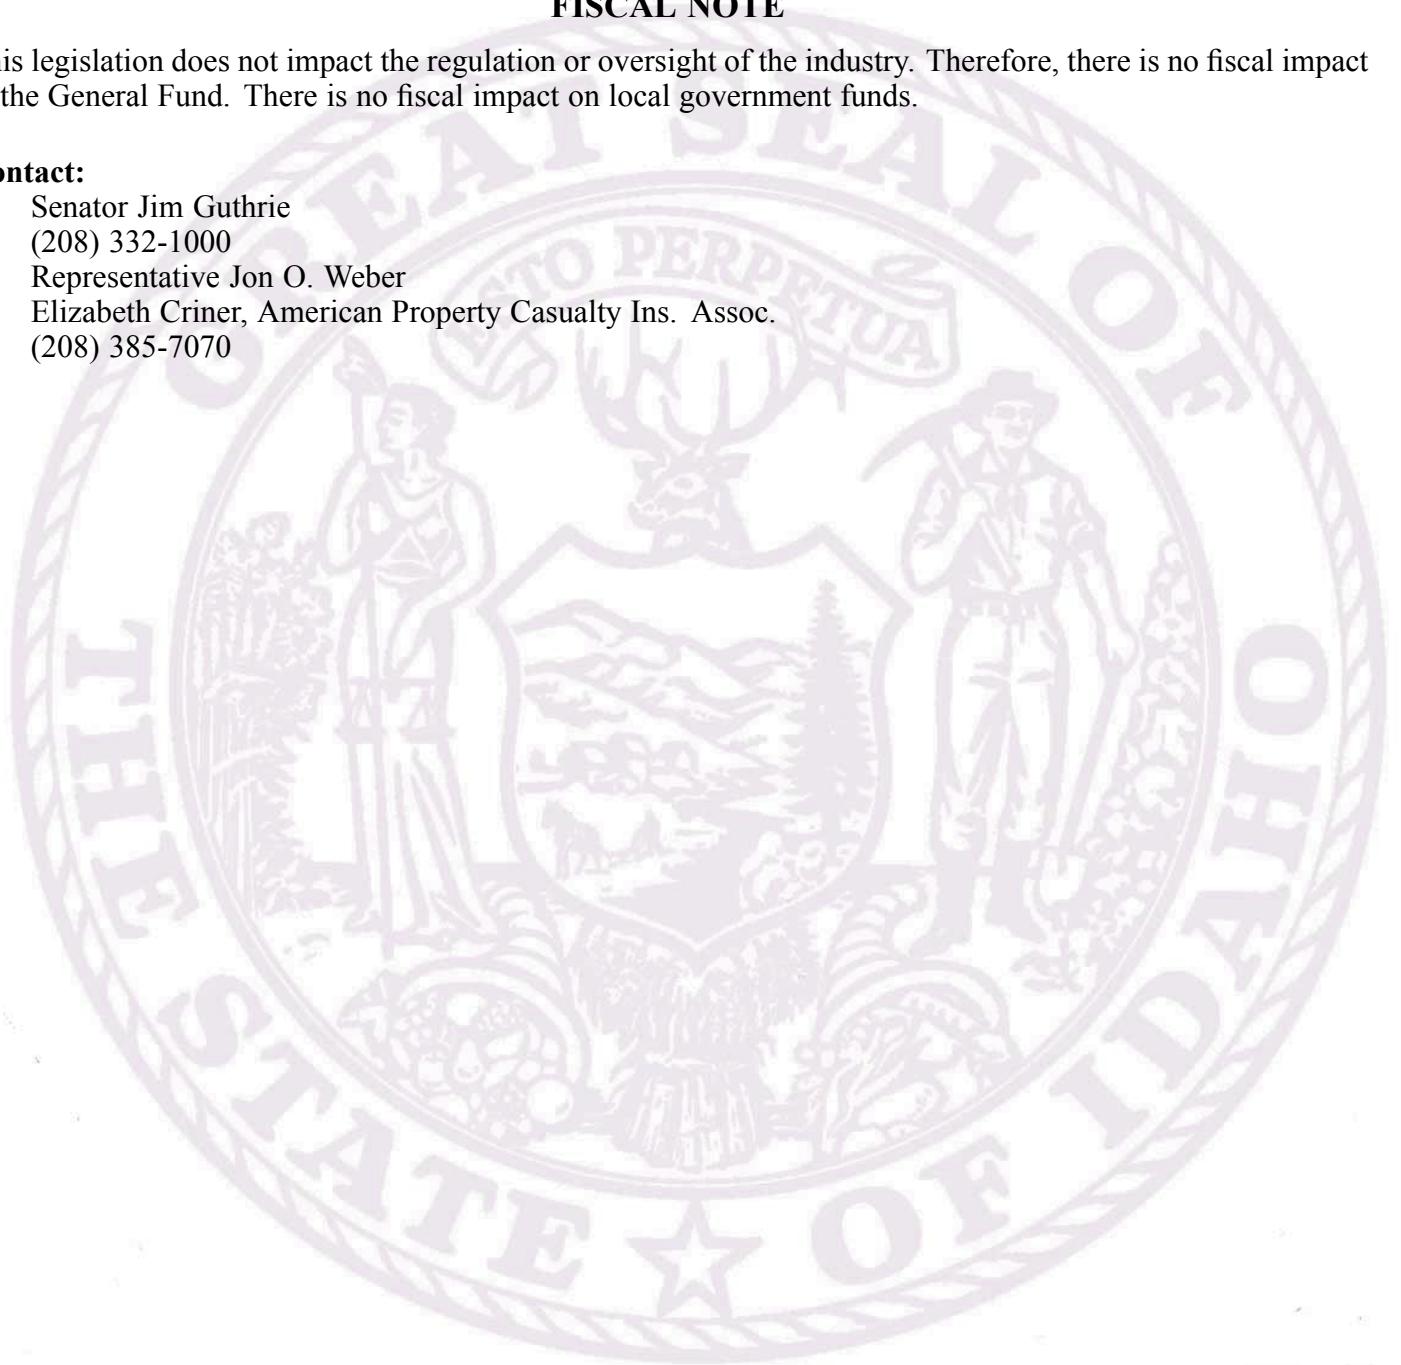 FISCAL NOTE
his legislation does not impact the regulation or oversight of the industry. Therefore, there is no fiscal impact
the General Fund. There is no fiscal impact on local government funds.
ontact:
Senator Jim Guthrie
(208) 332-1000
Representative Jon O. Weber
Elizabeth Criner, American Property Casualty Ins. Assoc.
(208) 385-7070
GREAT SEAL OF
THE STATE OF IDAHO
ESTO PERPETUA